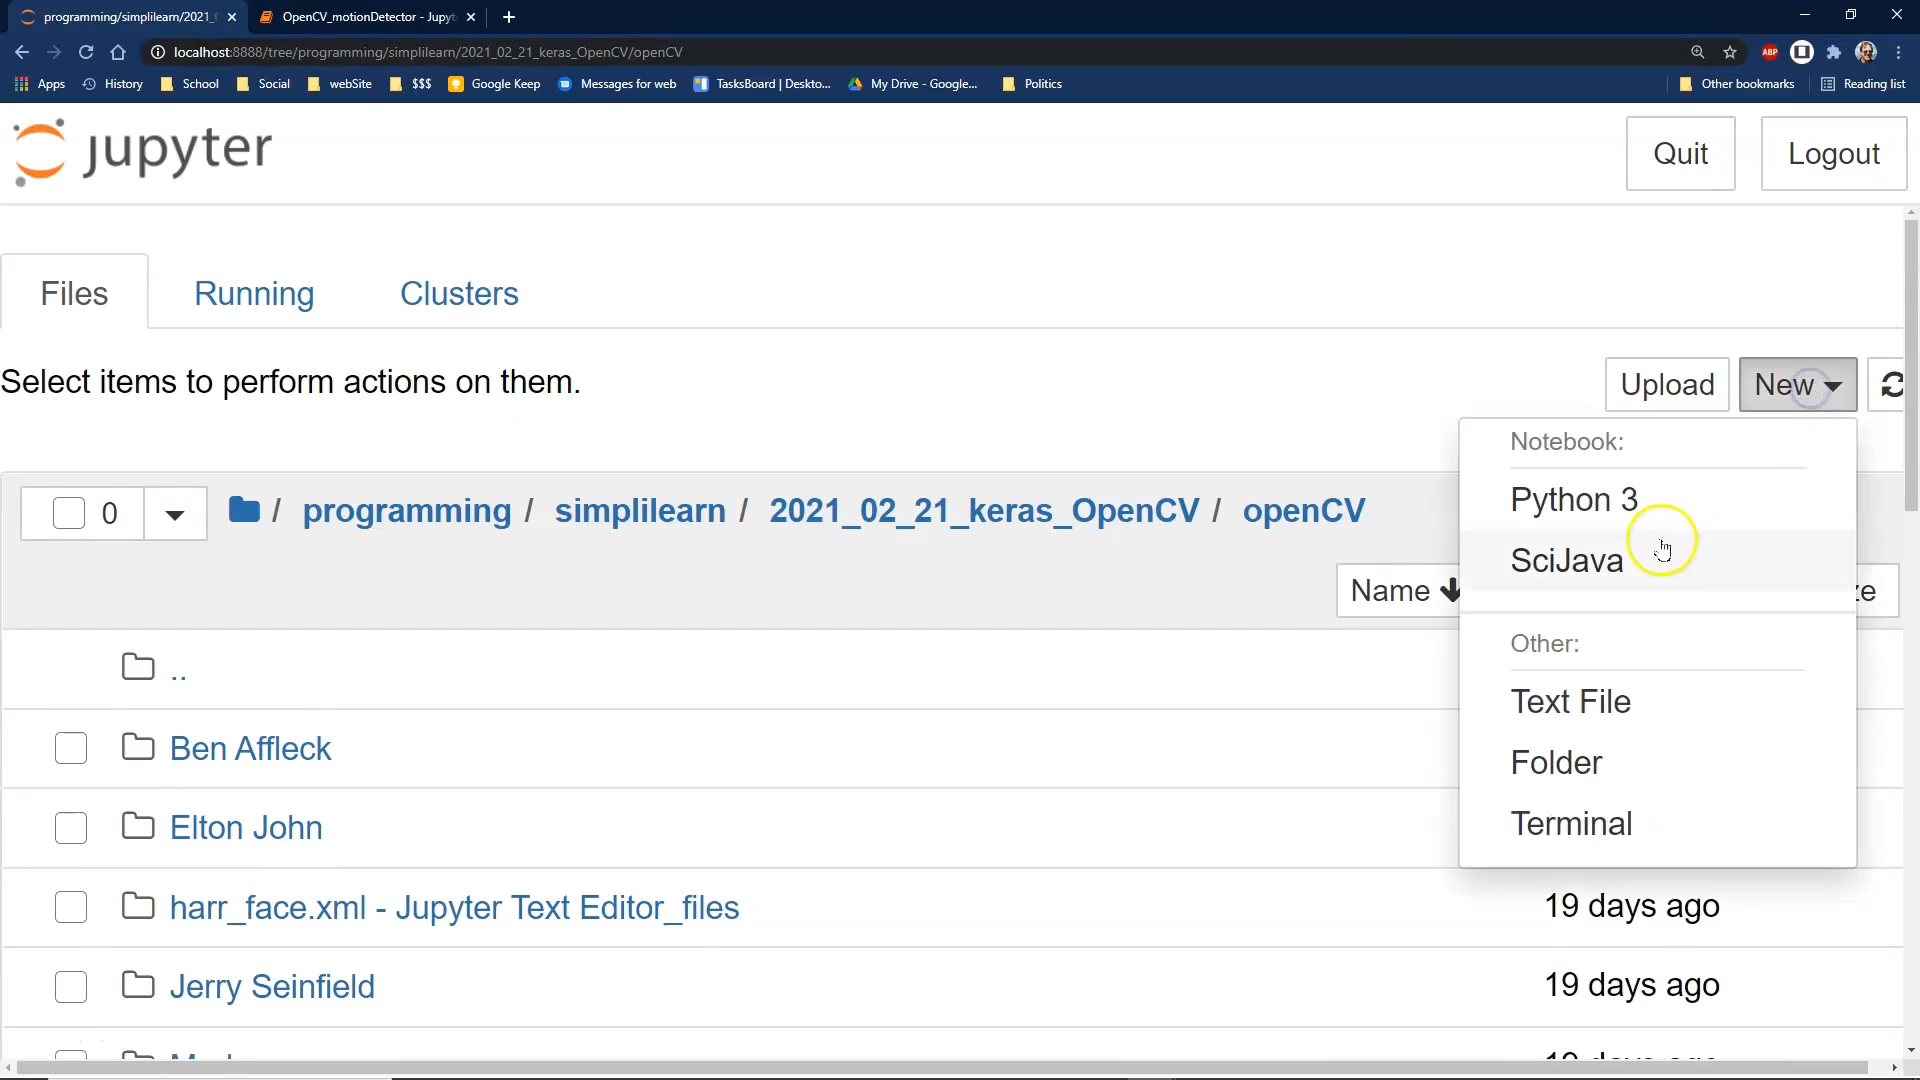 programming/simplilearn/2021_
OpenCV_motionDetector - Jupyt
localhost:8888/tree/programming/simplilearn/2021_02_21_keras_OpenCV/openCV
ABP
Apps
History
School
Social
webSite
$$$
Google Keep
Messages for web
TasksBoard | Deskto...
My Drive - Google...
Politics
Other bookmarks
Reading list
jupyter
Quit
Logout
Files
Running
Clusters
Select items to perform actions on them.
Upload
New
Notebook:
Python 3
SciJava
Other:
Text File
Folder
Terminal
0
/ programming / simplilearn / 2021_02_21_keras_OpenCV / openCV
Name
ze
..
Ben Affleck
Elton John
harr_face.xml - Jupyter Text Editor_files
19 days ago
Jerry Seinfield
19 days ago